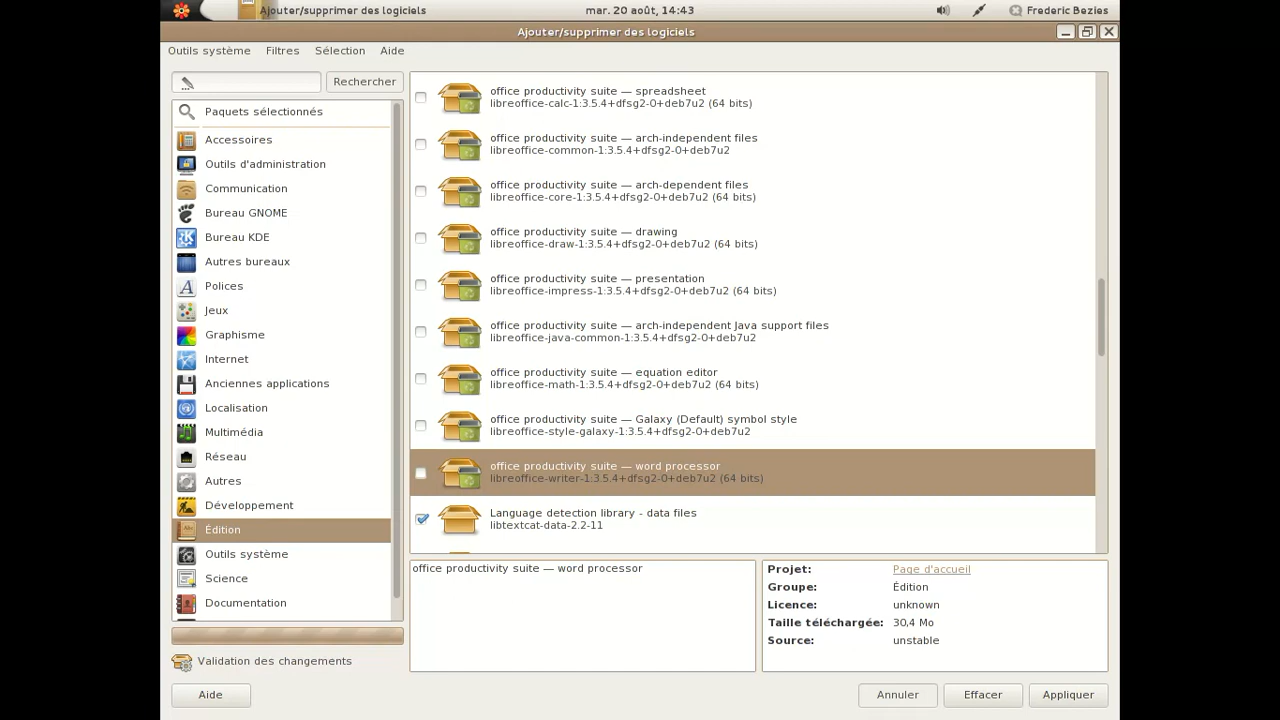 Ajouter/supprimer des logiciels
mar. 20 août, 14:43
Frederic Bezies
Ajouter/supprimer des logiciels
Outils système
Filtres
Sélection
Aide
Rechercher
Paquets sélectionnés
Accessoires
Outils d'administration
Communication
Bureau GNOME
Bureau KDE
Autres bureaux
Polices
Jeux
Graphisme
Internet
Anciennes applications
Localisation
Multimédia
Réseau
Autres
Développement
Édition
Outils système
Science
Documentation
Validation des changements
office productivity suite — spreadsheet
libreoffice-calc-1:3.5.4+dfsg2-0+deb7u2 (64 bits)
office productivity suite — arch-independent files
libreoffice-common-1:3.5.4+dfsg2-0+deb7u2
office productivity suite — arch-dependent files
libreoffice-core-1:3.5.4+dfsg2-0+deb7u2 (64 bits)
office productivity suite — drawing
libreoffice-draw-1:3.5.4+dfsg2-0+deb7u2 (64 bits)
office productivity suite — presentation
libreoffice-impress-1:3.5.4+dfsg2-0+deb7u2 (64 bits)
office productivity suite — arch-independent Java support files
libreoffice-java-common-1:3.5.4+dfsg2-0+deb7u2
office productivity suite — equation editor
libreoffice-math-1:3.5.4+dfsg2-0+deb7u2 (64 bits)
office productivity suite — Galaxy (Default) symbol style
libreoffice-style-galaxy-1:3.5.4+dfsg2-0+deb7u2
office productivity suite — word processor
libreoffice-writer-1:3.5.4+dfsg2-0+deb7u2 (64 bits)
Language detection library - data files
libtextcat-data-2.2-11
office productivity suite — word processor
Projet: Page d'accueil
Groupe: Édition
Licence: unknown
Taille téléchargée: 30,4 Mo
Source: unstable
Aide
Annuler
Effacer
Appliquer